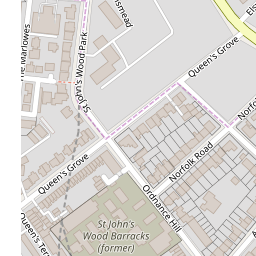 The Marlowes
St. John's Wood Park
Queen's Grove
Queen's Grove
Norfolk Road
Ordnance Hill
St John's
Wood Barracks
(former)